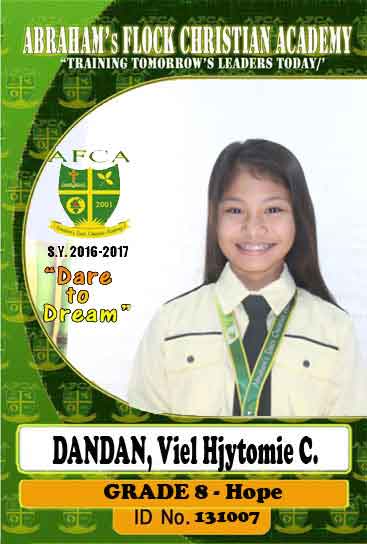 ABRAHAM's FLOCK CHRISTIAN ACADEMY
“TRAINING TOMORROW'S LEADERS TODAY/'
AFCA
2001
S.Y. 2016-2017
“Dare
to
Dream”
DANDAN, Viel Hjytomie C.
GRADE 8 - Hope
ID No. 131007